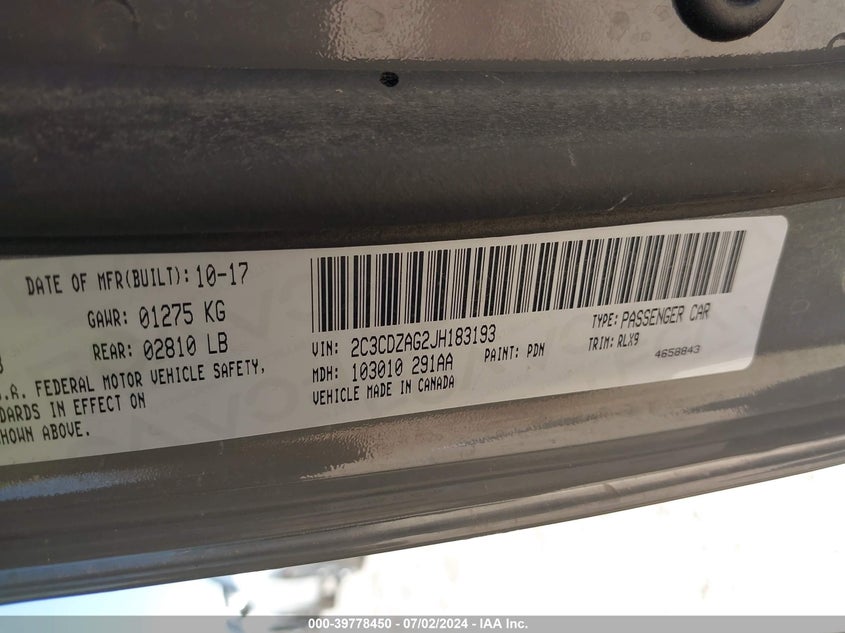 DATE OF MFR(BUILT): 10-17
GAWR: 01275 KG
REAR: 02810 LB
.A. FEDERAL MOTOR VEHICLE SAFETY,
DARDS IN EFFECT ON
SHOWN ABOVE.
VIN: 2C3CDZAG2JH183193
TYPE: PASSENGER CAR
MDH: 103010 291AA
PAINT: PDN
TRIM: RLX9
VEHICLE MADE IN CANADA
4658843
000-39778450 - 07/02/2024 - IAA Inc.